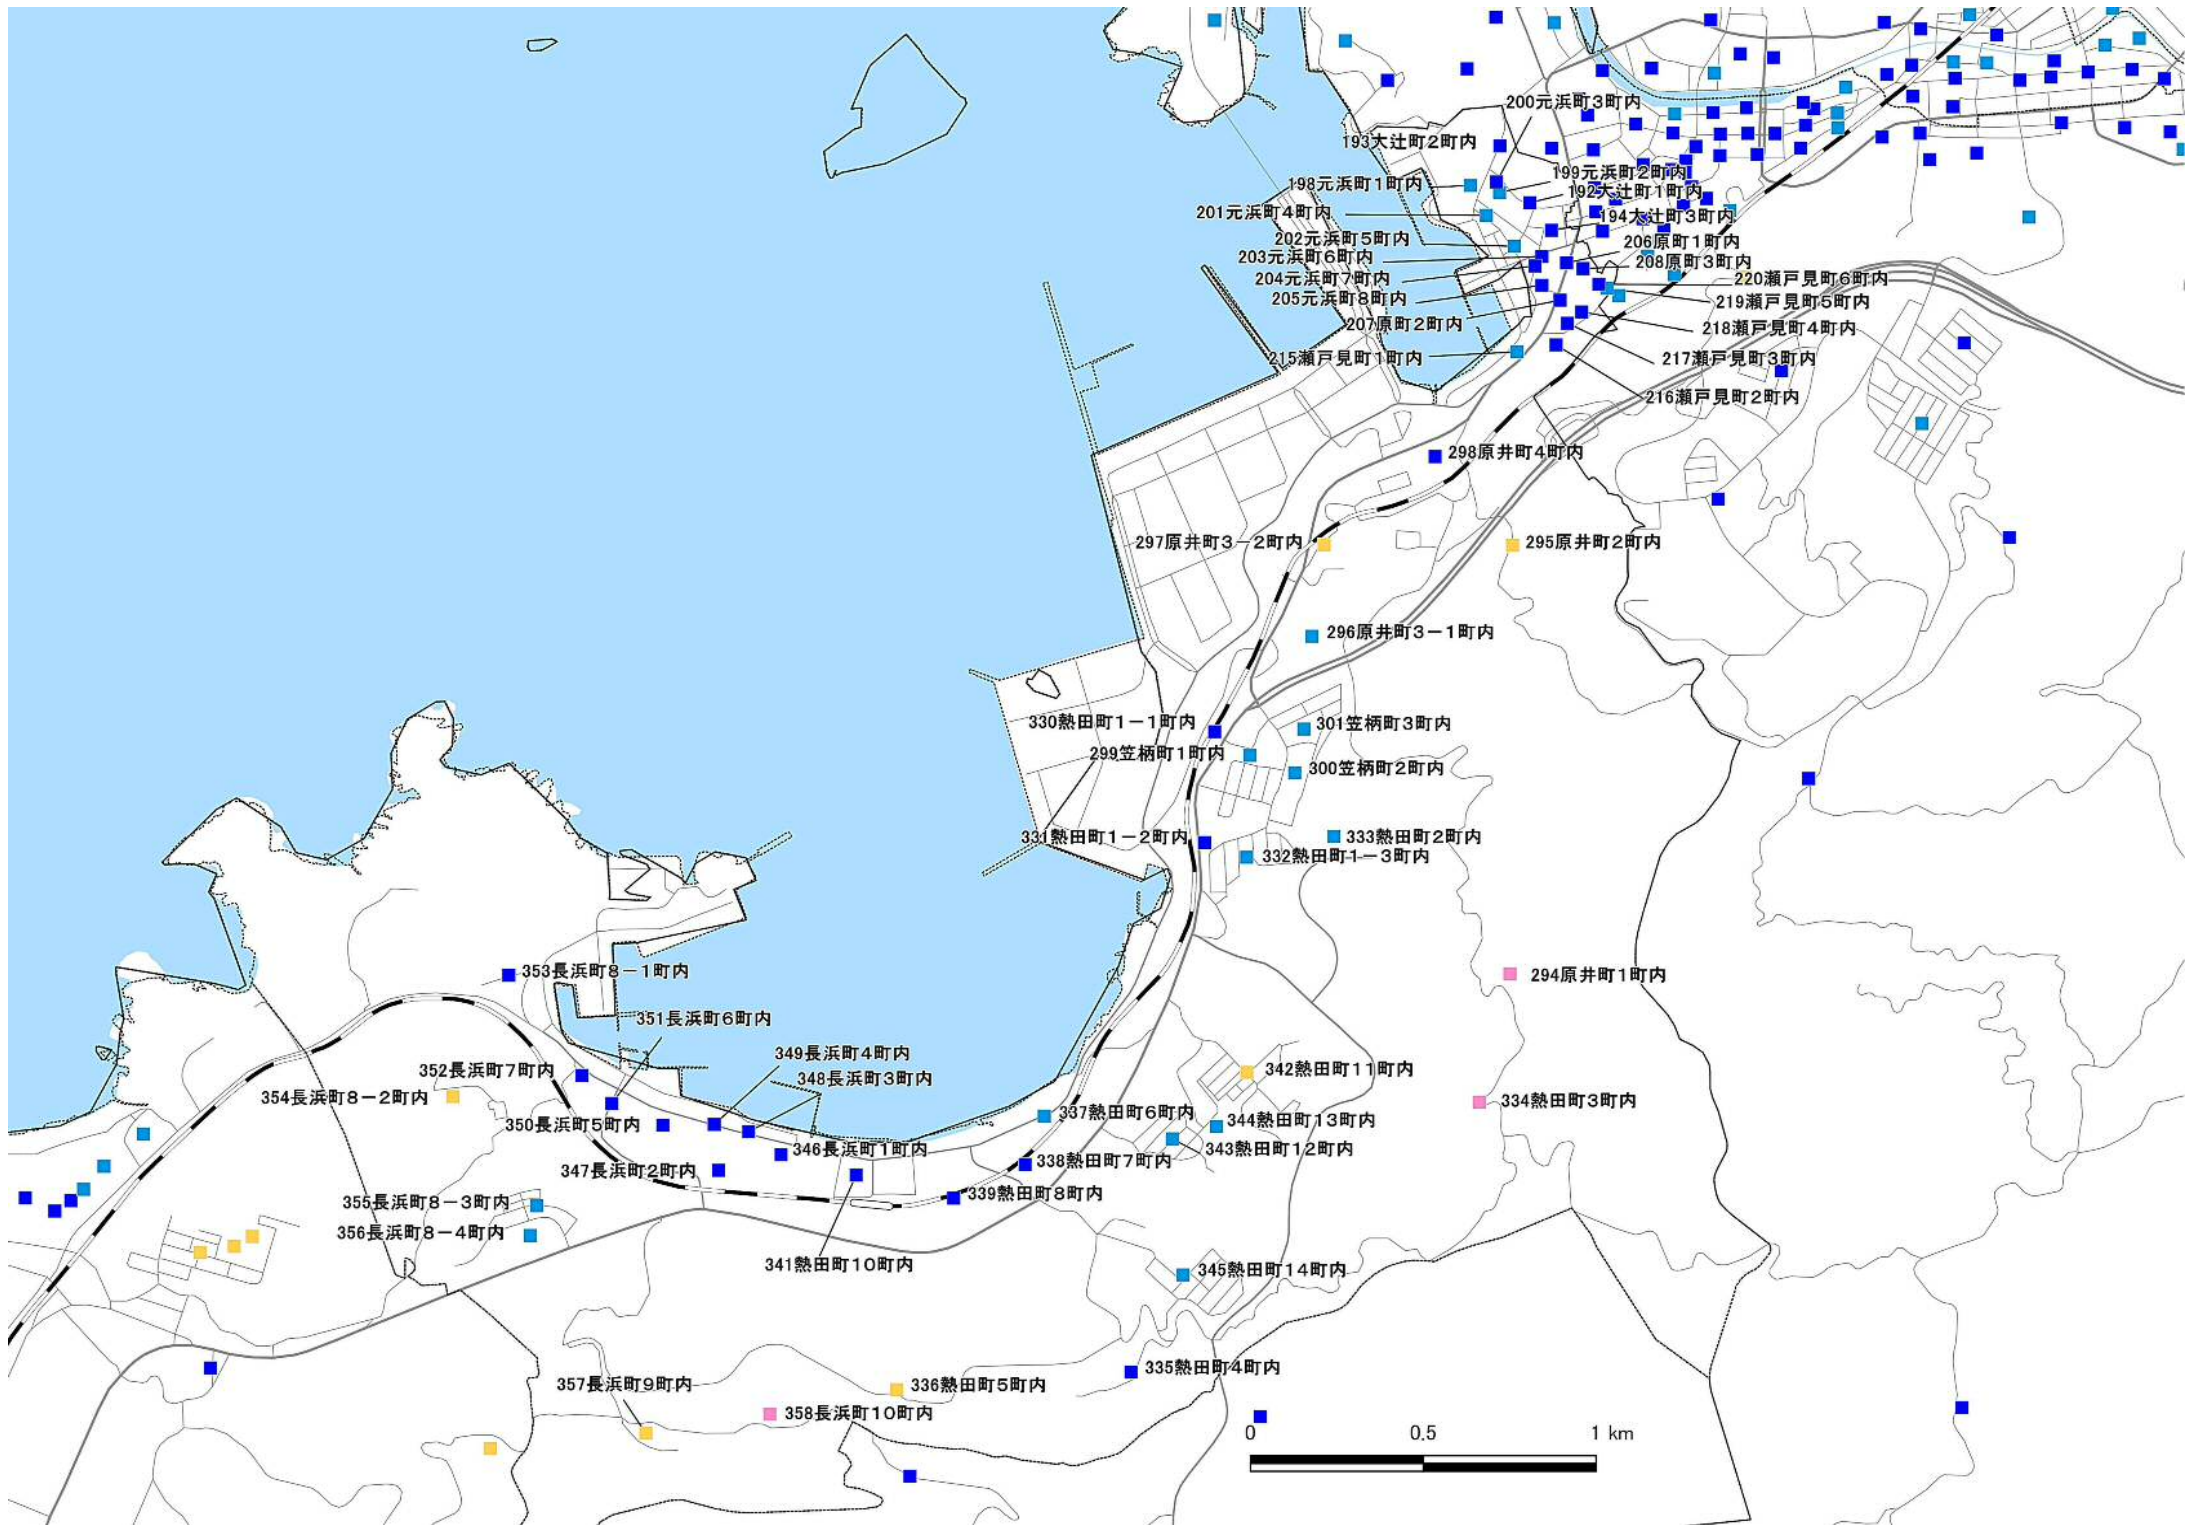 200元浜町3町内
193大辻町2町内
199元浜町2町内
198元浜町1町内
192大辻町1町内
201元浜町4町内
194大辻町3町内
202元浜町5町内
206原町1町内
203元浜町6町内
208原町3町内
204元浜町7町内
220瀬戸見町6町内
205元浜町8町内
219瀬戸見町5町内
207原町2町内
218瀬戸見町4町内
215瀬戸見町1町内
217瀬戸見町3町内
216瀬戸見町2町内
298原井町4町内
297原井町3-2町内
295原井町2町内
296原井町3-1町内
330熱田町1-1町内
301笠柄町3町内
299笠柄町1町内
300笠柄町2町内
331熱田町1-2町内
333熱田町2町内
332熱田町1-3町内
353長浜町8-1町内
294原井町1町内
351長浜町6町内
349長浜町4町内
352長浜町7町内
342熱田町11町内
348長浜町3町内
354長浜町8-2町内
334熱田町3町内
337熱田町6町内
344熱田町13町内
350長浜町5町内
346長浜町1町内
343熱田町12町内
338熱田町7町内
347長浜町2町内
339熱田町8町内
355長浜町8-3町内
356長浜町8-4町内
341熱田町10町内
345熱田町14町内
335熱田町4町内
357長浜町9町内
336熱田町5町内
358長浜町10町内
0 0.5 1 km